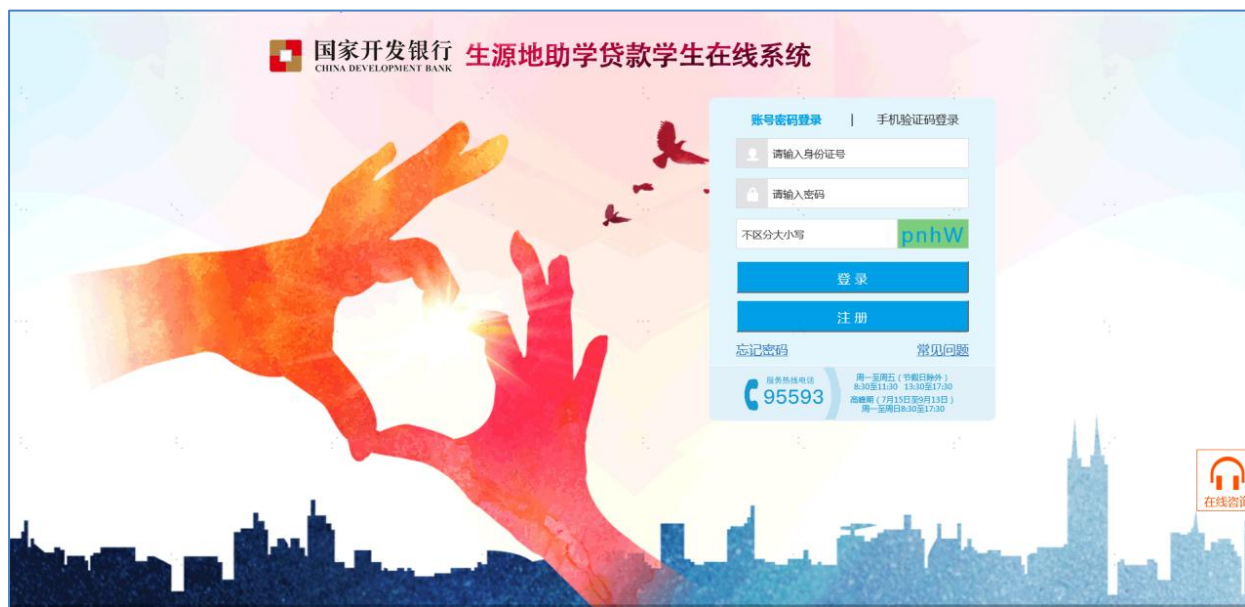 国家开发银行 生源地助学贷款学生在线系统
CHINA DEVELOPMENT BANK
账号密码登录 | 手机验证码登录
请输入身份证号
请输入密码
不区分大小写 pnhW
登 录
注 册
忘记密码 常见问题
服务热线电话
95593
周一至周五（节假日除外）
8:30至11:30 13:30至17:30
高峰期（7月15日至9月13日）
周一至周日8:30至17:30
在线咨询